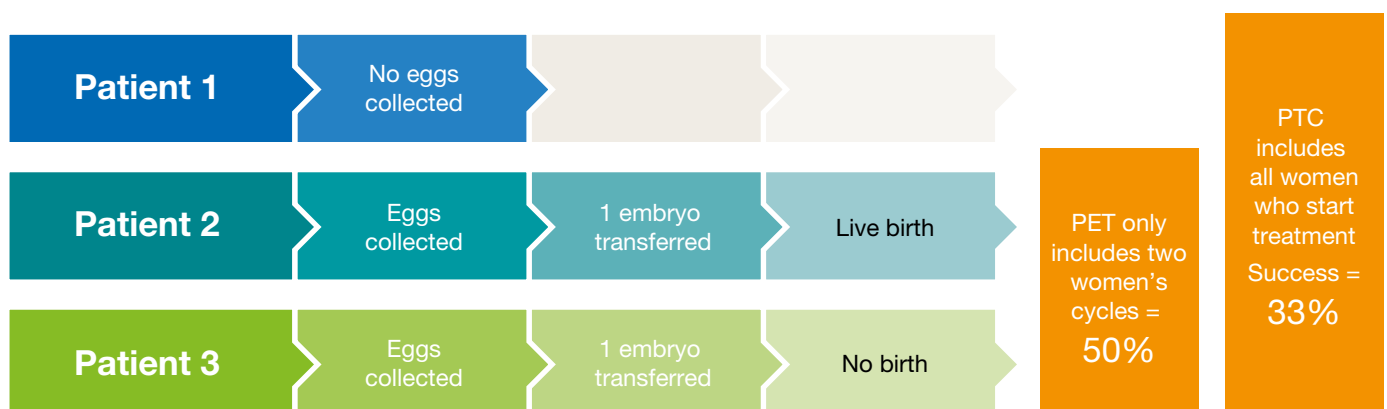 Patient 1
No eggs
collected
Patient 2
Eggs
collected
1 embryo
transferred
Live birth
Patient 3
Eggs
collected
1 embryo
transferred
No birth
PET only
includes two
women’s
cycles =
50%
PTC
includes
all women
who start
treatment
Success =
33%